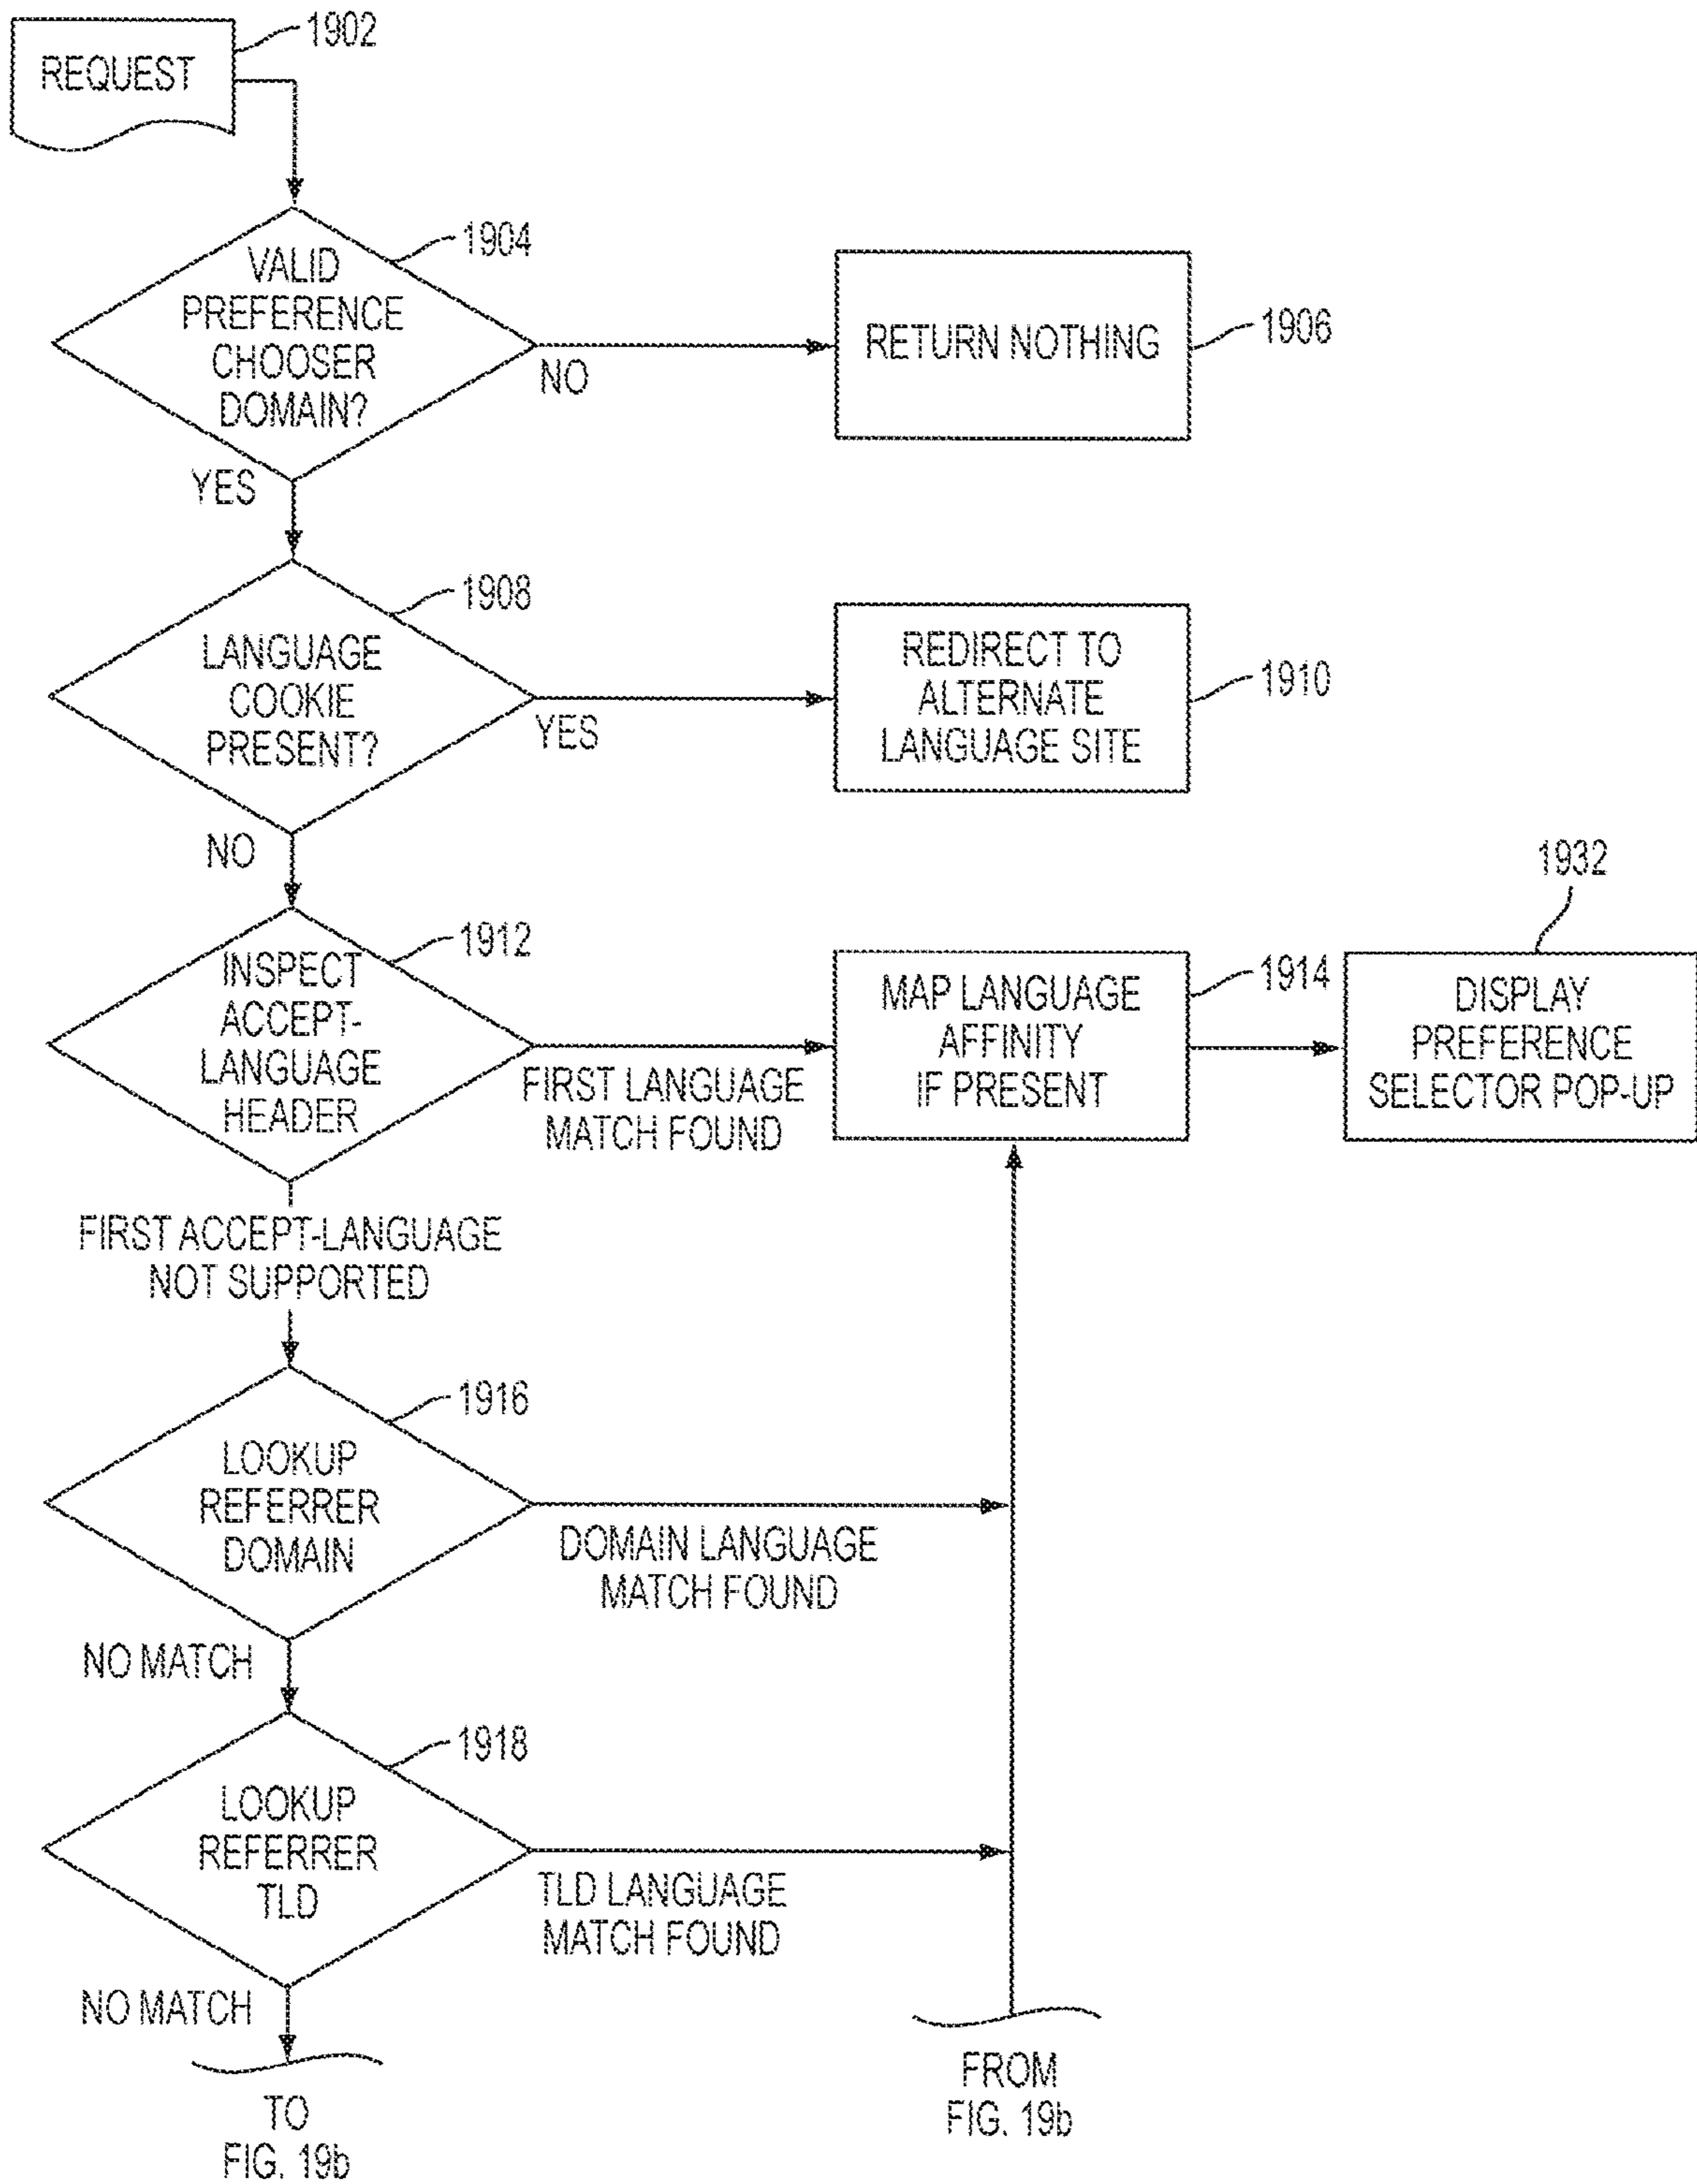 REQUEST
1902
VALID
PREFERENCE
CHOOSER
DOMAIN?
1904
NO
RETURN NOTHING
1906
YES
LANGUAGE
COOKIE
PRESENT?
1908
YES
REDIRECT TO
ALTERNATE
LANGUAGE SITE
1910
NO
INSPECT
ACCEPT-
LANGUAGE
HEADER
1912
FIRST LANGUAGE
MATCH FOUND
MAP LANGUAGE
AFFINITY
IF PRESENT
1914
DISPLAY
PREFERENCE
SELECTOR POP-UP
1932
FIRST ACCEPT-LANGUAGE
NOT SUPPORTED
LOOKUP
REFERRER
DOMAIN
1916
DOMAIN LANGUAGE
MATCH FOUND
NO MATCH
LOOKUP
REFERRER
TLD
1918
TLD LANGUAGE
MATCH FOUND
NO MATCH
TO
FIG. 19b
FROM
FIG. 19b